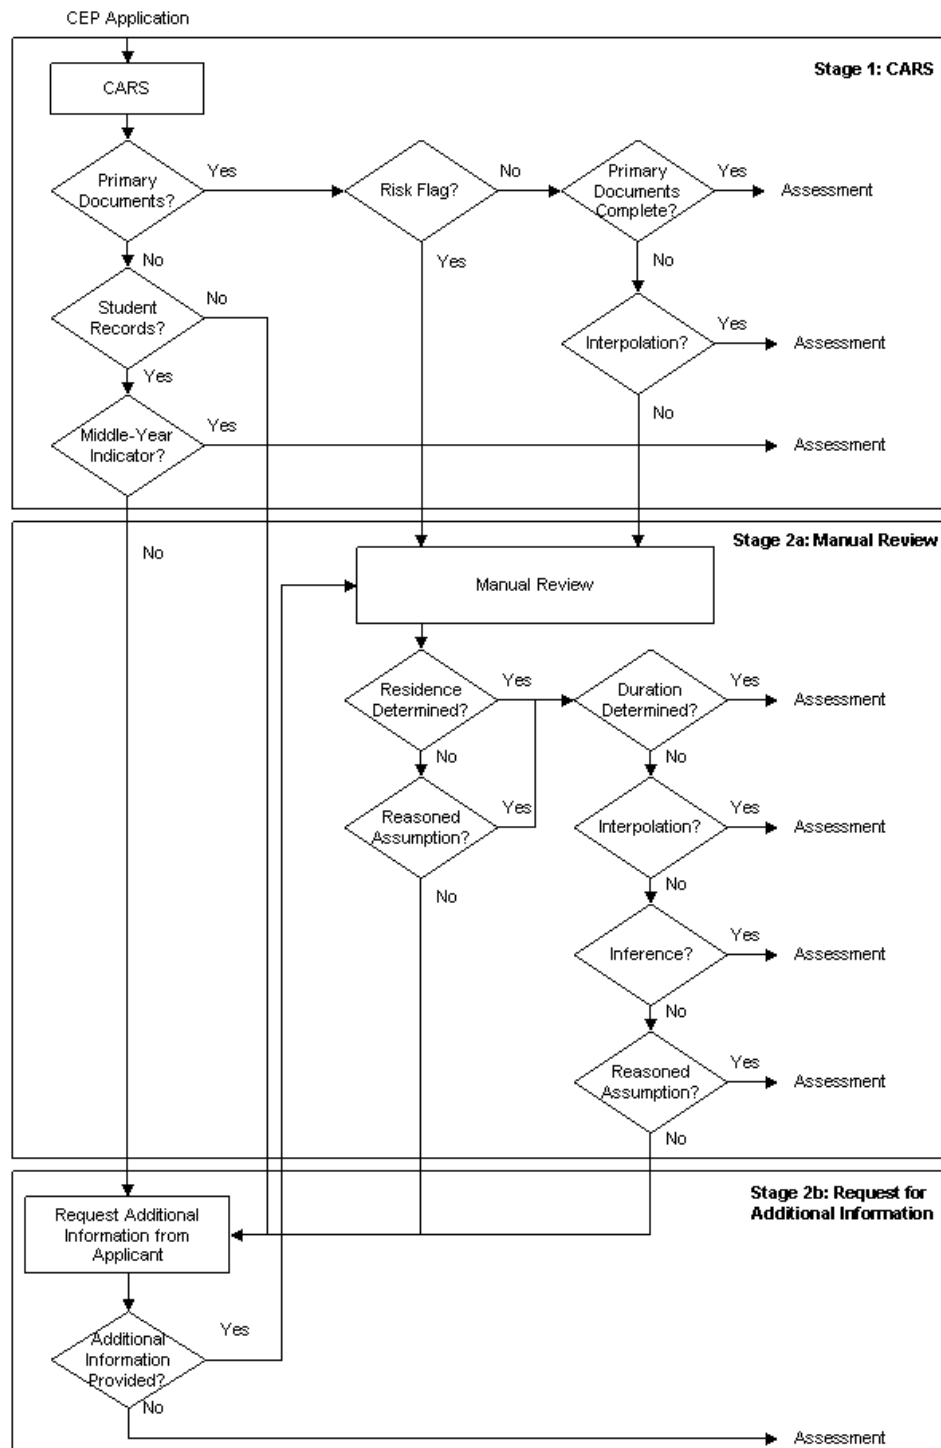 CEP Application
Stage 1: CARS
CARS
Primary
Documents?
Yes
Risk Flag?
No
Primary
Documents
Complete?
Yes
Assessment
No
Yes
No
Student
Records?
No
Interpolation?
Yes
Assessment
Yes
No
Middle-Year
Indicator?
Yes
Assessment
No
Stage 2a: Manual Review
Manual Review
Residence
Determined?
Yes
Duration
Determined?
Yes
Assessment
No
No
Reasoned
Assumption?
Yes
Interpolation?
Yes
Assessment
No
No
Inference?
Yes
Assessment
No
Reasoned
Assumption?
Yes
Assessment
No
Stage 2b: Request for
Additional Information
Request Additional
Information from
Applicant
Additional
Information
Provided?
Yes
No
Assessment